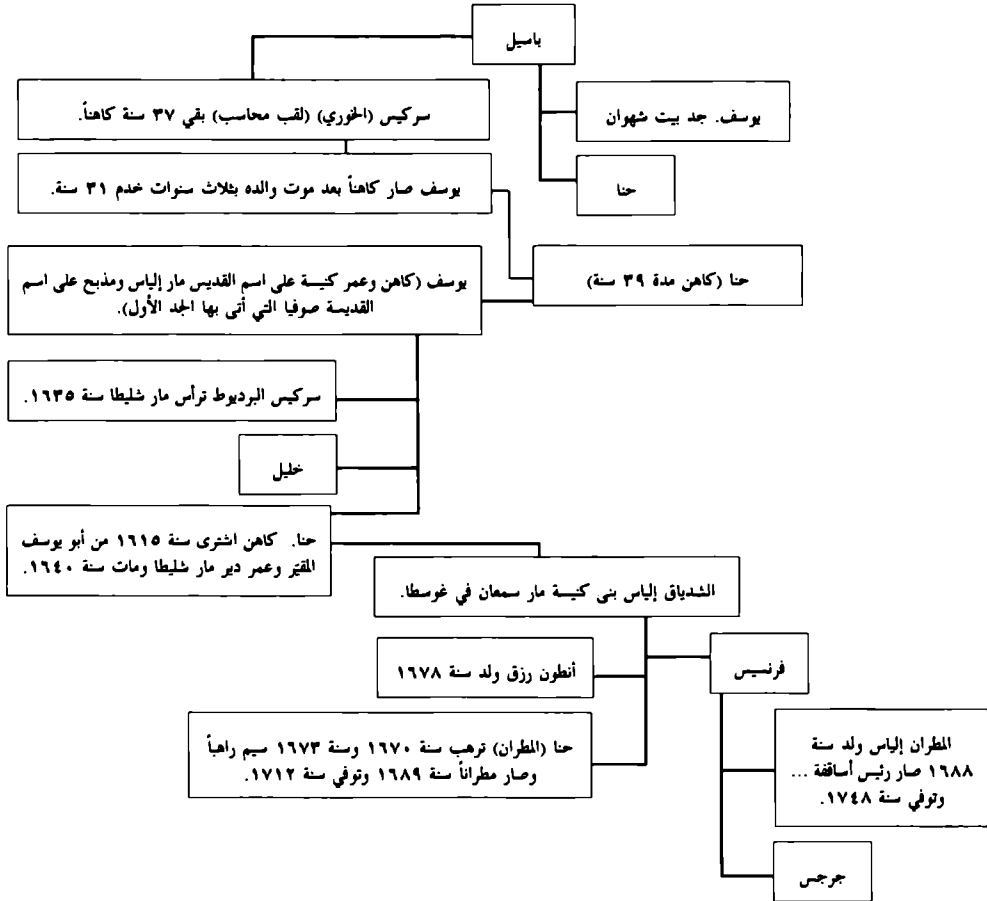 باسيل
يوسف. جد بيت شهوان
سركيس (الخوري) (لقب محاسب) بقي ٣٧ سنة كاهناً.
حنا
يوسف صار كاهناً بعد موت والده بثلاث سنوات خدم ٣١ سنة.
حنا (كاهن مدة ٣٩ سنة)
يوسف (كاهن وعمر كنيسة على اسم القديس مار إلياس ومذبح على اسم
القديسة صوفيا التي أتى بها الجد الأول).
سركيس البرديوط ترأس مار شليطا سنة ١٦٣٥.
خليل
حنا. كاهن اشترى سنة ١٦١٥ من أبو يوسف
المقيّر وعمر دير مار شليطا ومات سنة ١٦٤٠.
الشدياق إلياس بنى كنيسة مار سمعان في غوسطا.
فرنسيس
أنطون رزق ولد سنة ١٦٧٨
حنا (المطران) ترهب سنة ١٦٧٠ وسنة ١٦٧٣ سيم راهباً
وصار مطراناً سنة ١٦٨٩ وتوفي سنة ١٧١٢.
المطران إلياس ولد سنة
١٦٨٨ صار رئيس أساقفة ...
وتوفي سنة ١٧٤٨.
جرجس